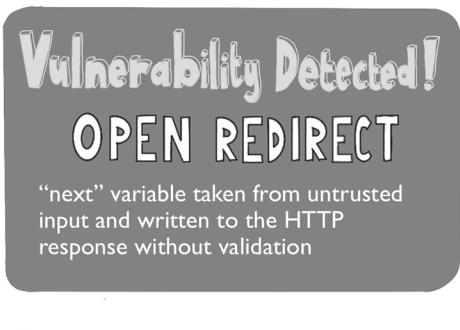 Vulnerability Detected!
OPEN REDIRECT
“next” variable taken from untrusted
input and written to the HTTP
response without validation